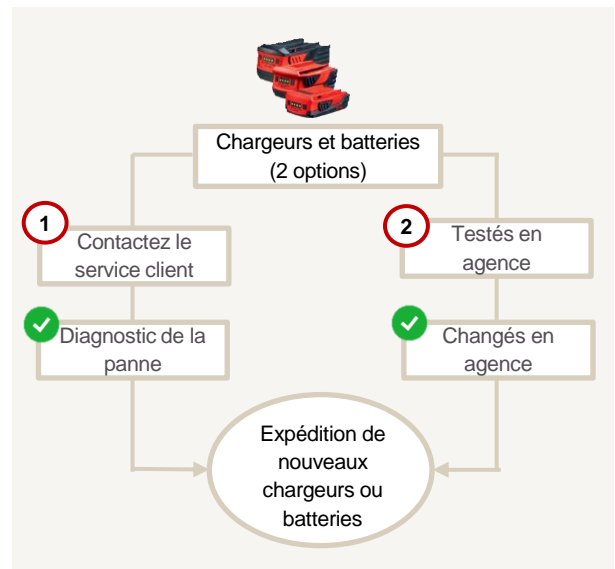 Chargeurs et batteries
(2 options)
1
Contactez le
service client
2
Testés en
agence
Diagnostic de la
panne
Changés en
agence
Expédition de
nouveaux
chargeurs ou
batteries